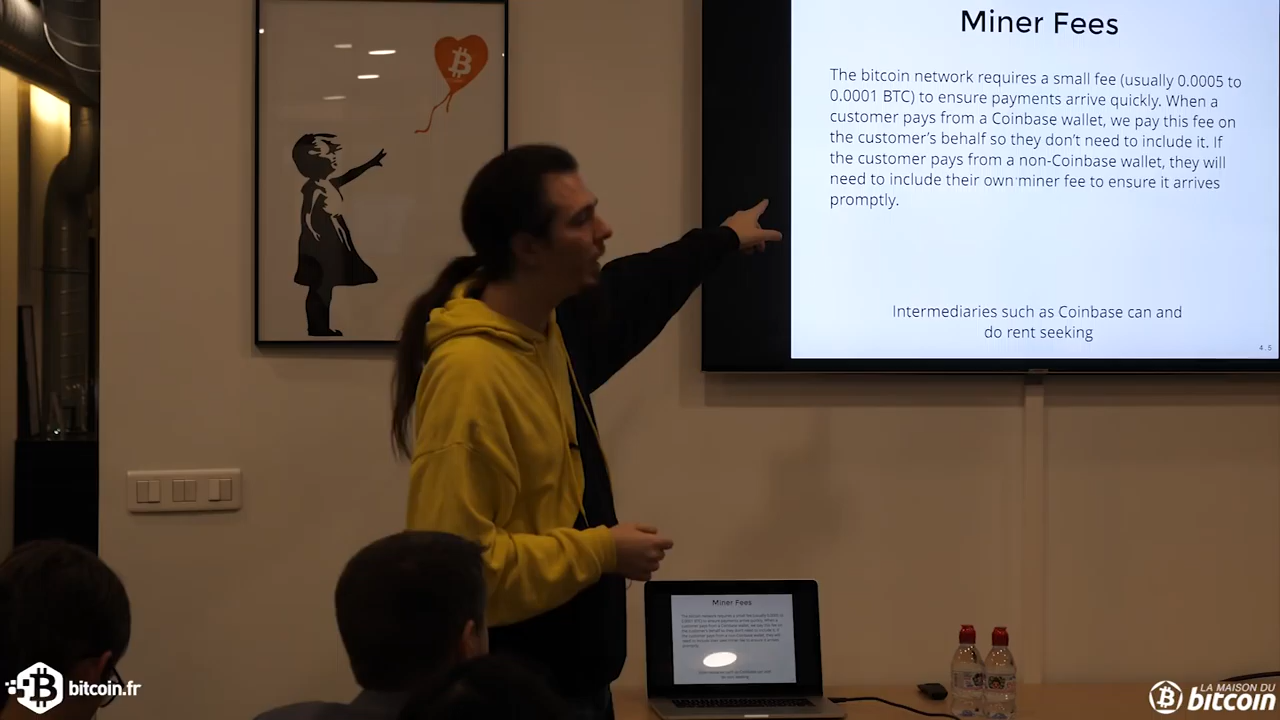 Miner Fees
The bitcoin network requires a small fee (usually 0.0005 to
0.0001 BTC) to ensure payments arrive quickly. When a
customer pays from a Coinbase wallet, we pay this fee on
the customer's behalf so they don't need to include it. If
the customer pays from a non-Coinbase wallet, they will
need to include their own miner fee to ensure it arrives
promptly.
Intermediaries such as Coinbase can and
do rent seeking
4.5
Miner Fees
bitcoin.fr
LA MAISON DU
bitcoin